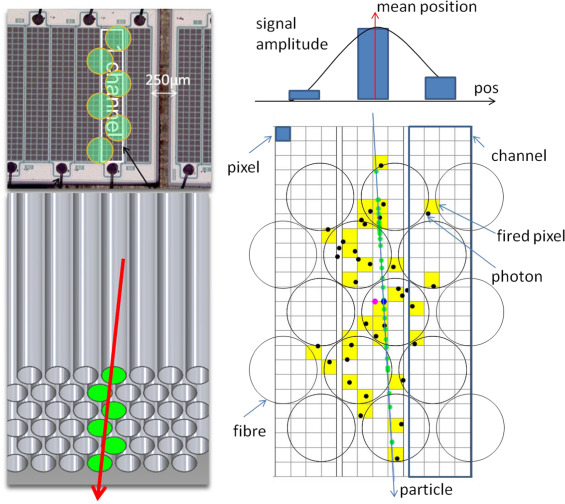 channel
250μm
signal
amplitude
mean position
pos
pixel
channel
fired pixel
photon
fibre
particle